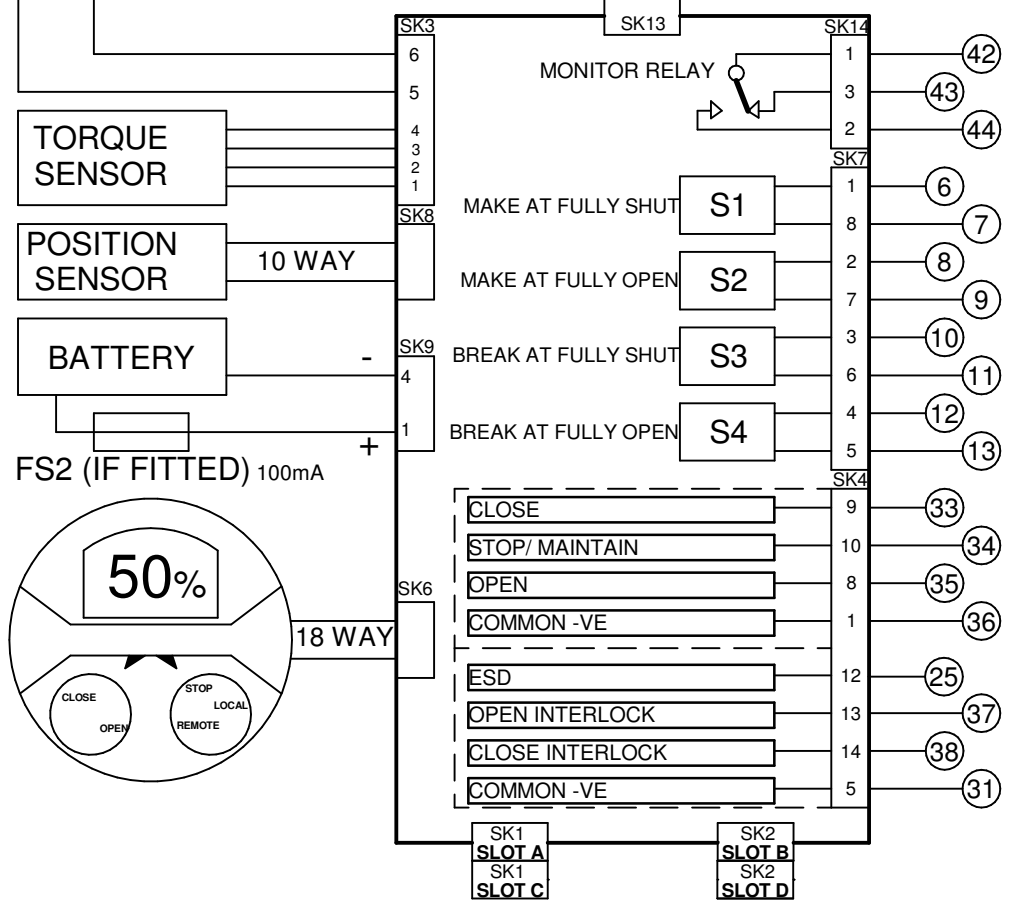 SK3
SK13
SK14
6
1
42
MONITOR RELAY
5
3
43
TORQUE
SENSOR
4
3
2
1
2
44
SK7
MAKE AT FULLY SHUT
S1
1
6
8
7
SK8
POSITION
SENSOR
10 WAY
MAKE AT FULLY OPEN
S2
2
8
7
9
BATTERY
-
SK9
4
BREAK AT FULLY SHUT
S3
3
10
6
11
1
+
BREAK AT FULLY OPEN
S4
4
12
5
13
FS2 (IF FITTED) 100mA
SK4
CLOSE
9
33
STOP/ MAINTAIN
10
34
50%
SK6
OPEN
8
35
COMMON -VE
1
36
18 WAY
ESD
12
25
CLOSE
OPEN
STOP
LOCAL
REMOTE
OPEN INTERLOCK
13
37
CLOSE INTERLOCK
14
38
COMMON -VE
5
31
SK1
SLOT A
SK1
SLOT C
SK2
SLOT B
SK2
SLOT D